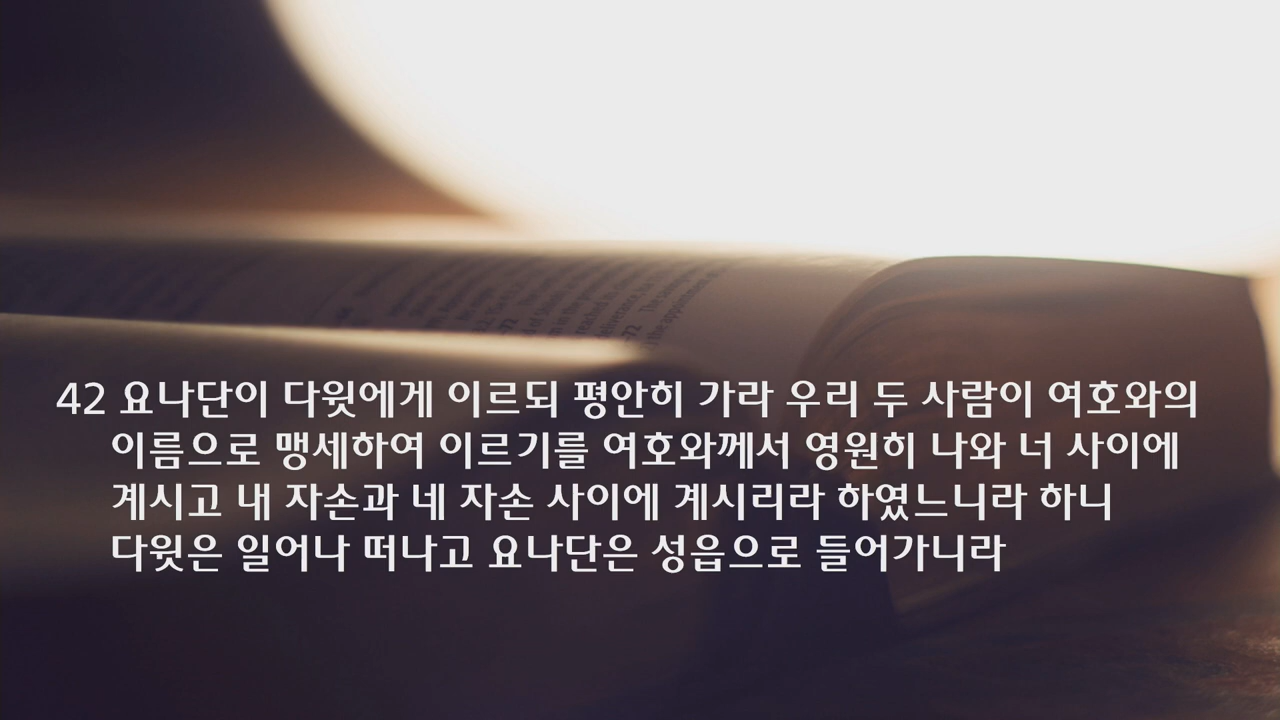 42 요나단이 다윗에게 이르되 평안히 가라 우리 두 사람이 여호와의
이름으로 맹세하여 이르기를 여호와께서 영원히 나와 너 사이에
계시고 내 자손과 네 자손 사이에 계시리라 하였느니라 하니
다윗은 일어나 떠나고 요나단은 성읍으로 들어가니라